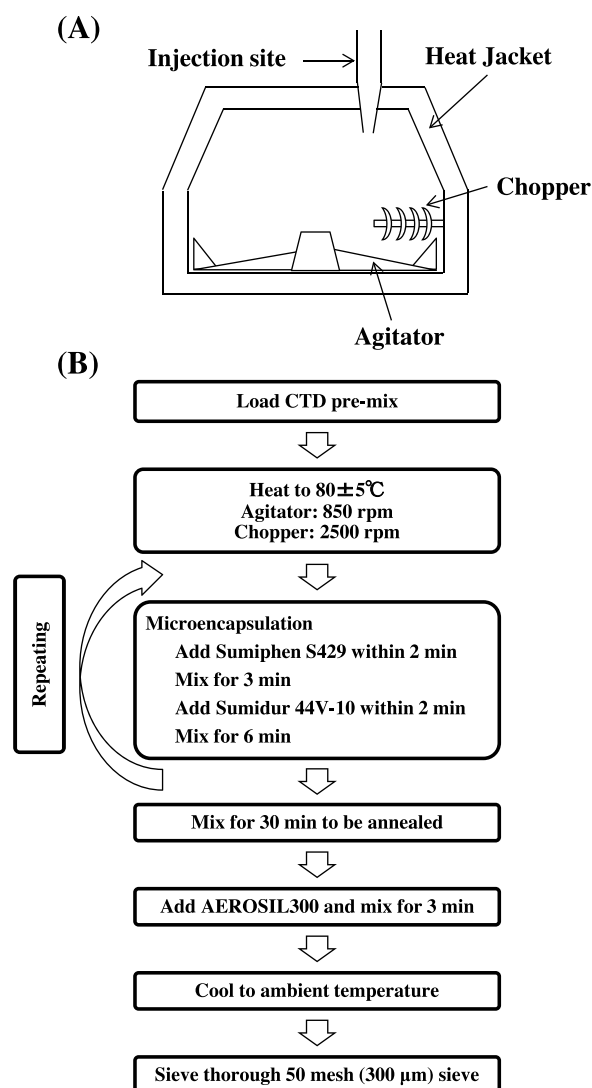 (A)
Injection site
Heat Jacket
Chopper
Agitator
(B)
Load CTD pre-mix
Heat to 80±5℃
Agitator: 850 rpm
Chopper: 2500 rpm
Repeating
Microencapsulation
Add Sumiphen S429 within 2 min
Mix for 3 min
Add Sumidur 44V-10 within 2 min
Mix for 6 min
Mix for 30 min to be annealed
Add AEROSIL300 and mix for 3 min
Cool to ambient temperature
Sieve thorough 50 mesh (300 μm) sieve